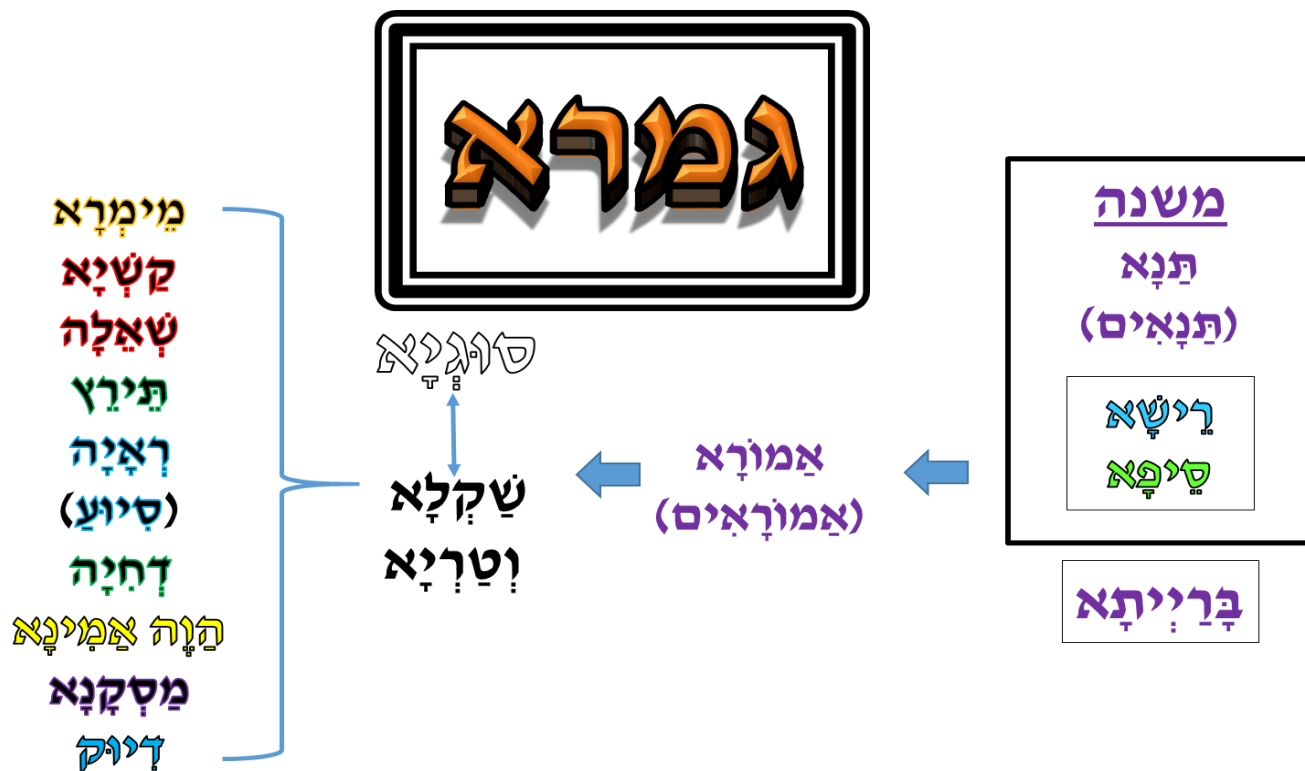 גמרא
משנה
תַּנָא
(תַּנָאִים)
רֵישָׁא
סֵיפָא
בָּרַיְיתָא
אַמוֹרָא
(אַמוֹרָאִים)
סוּגְיָא
שַׁקְלָא
וְטַרְיָא
מֵימְרָא
קַשְׁיָא
שְׁאֵלָה
תֵּירֵץ
רְאָיָה
(סִיוּעַ)
דְחִיָה
הַוֶה אַמִינָא
מַסְקָנָא
דִיוּק